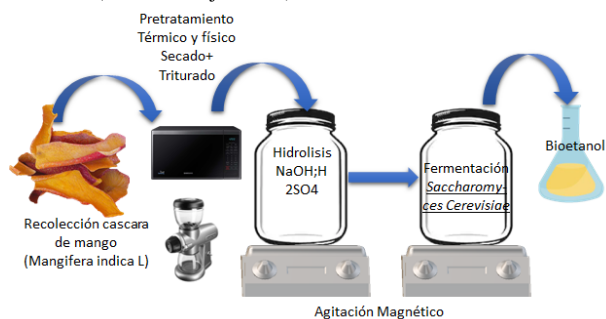 Pretratamiento
Térmico y físico
Secado+
Triturado
Hidrolisis
NaOH;H
2SO4
Fermentación
Saccharomy-
ces Cerevisiae
Bioetanol
Recolección cascara
de mango
(Mangifera indica L)
Agitación Magnético